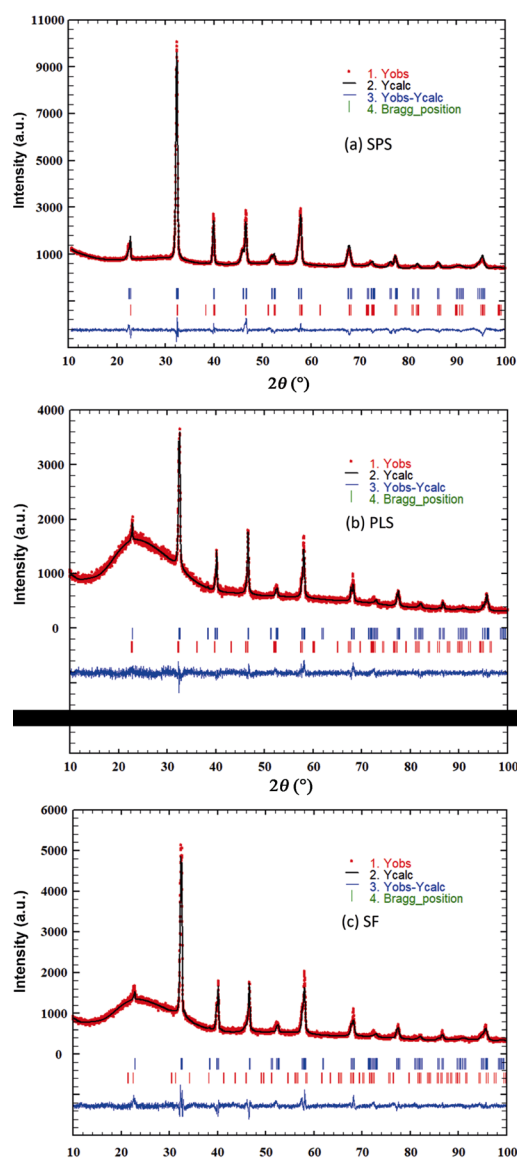 11000
9000
7000
5000
3000
1000
Intensity (a.u.)
1. Yobs
2. Ycalc
3. Yobs-Ycalc
4. Bragg_position
(a) SPS
10 20 30 40 50 60 70 80 90 100
2θ (°)
4000
3000
2000
1000
0
Intensity (a.u.)
1. Yobs
2. Ycalc
3. Yobs-Ycalc
4. Bragg_position
(b) PLS
10 20 30 40 50 60 70 80 90 100
2θ (°)
6000
5000
4000
3000
2000
1000
0
Intensity (a.u.)
1. Yobs
2. Ycalc
3. Yobs-Ycalc
4. Bragg_position
(c) SF
10 20 30 40 50 60 70 80 90 100